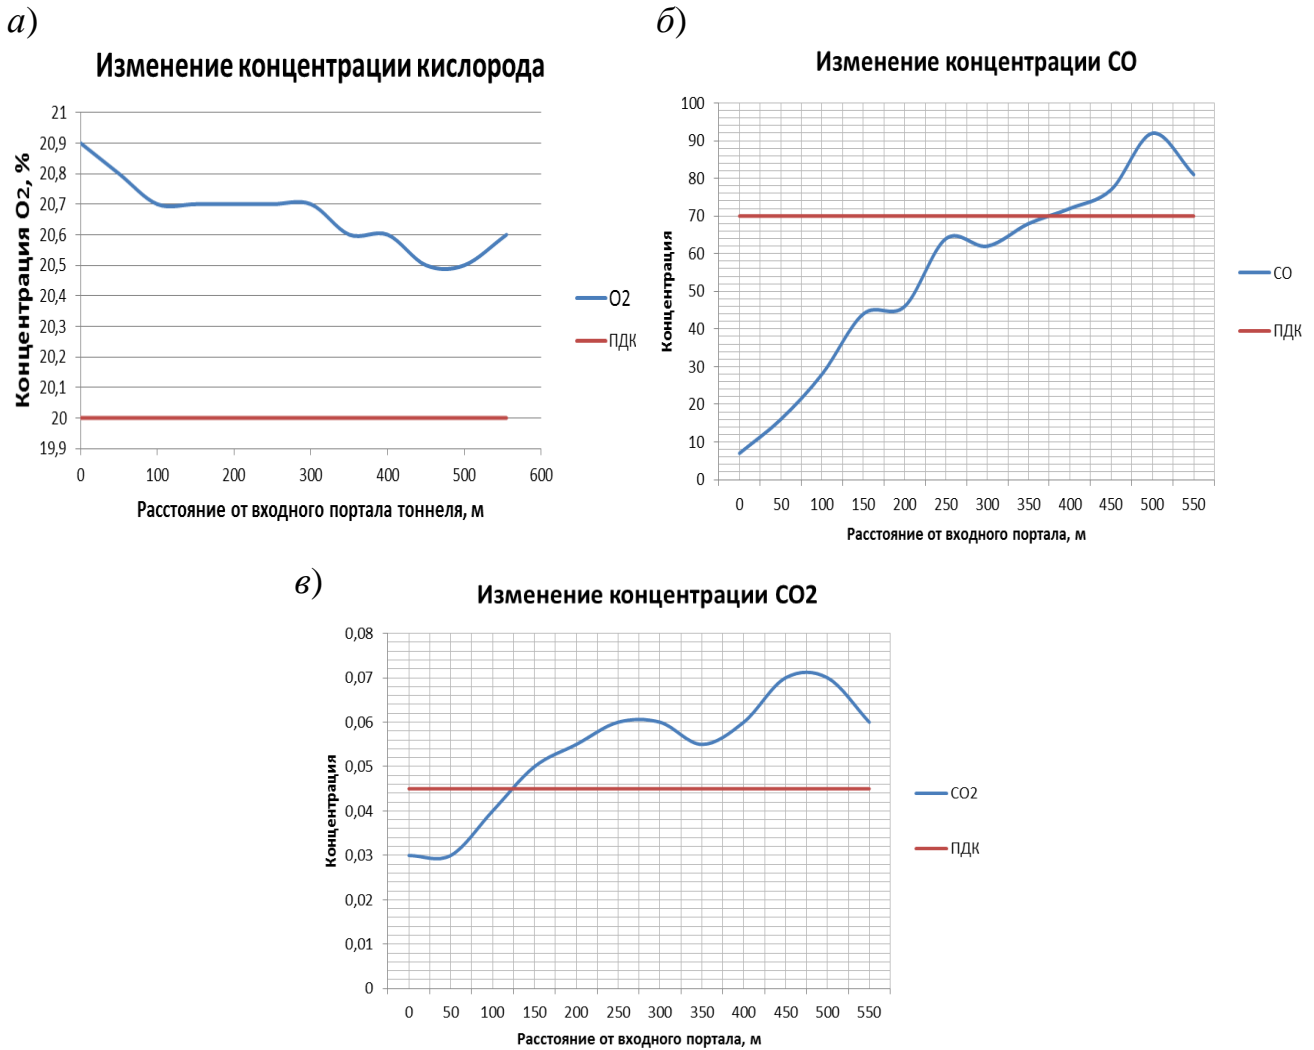 а)
Изменение концентрации кислорода
Концентрация О2, %
21
20,9
20,8
20,7
20,6
20,5
20,4
20,3
20,2
20,1
20
19,9
0 100 200 300 400 500 600
Расстояние от входного портала тоннеля, м
О2
ПДК
б)
Изменение концентрации СО
Концентрация
100
90
80
70
60
50
40
30
20
10
0
0 50 100 150 200 250 300 350 400 450 500 550
Расстояние от входного портала, м
СО
ПДК
в)
Изменение концентрации СО2
Концентрация
0,08
0,07
0,06
0,05
0,04
0,03
0,02
0,01
0
0 50 100 150 200 250 300 350 400 450 500 550
Расстояние от входного портала, м
СО2
ПДК